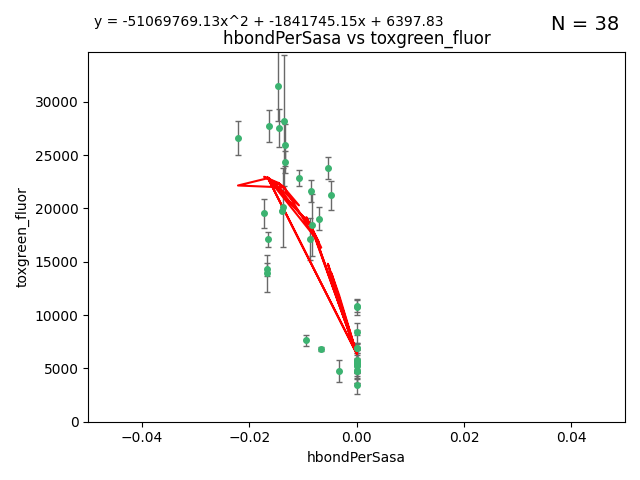 y = -51069769.13x^2 + -1841745.15x + 6397.83
N = 38
hbondPerSasa vs toxgreen_fluor
toxgreen_fluor
30000
25000
20000
15000
10000
5000
0
−0.04
−0.02
0.00
0.02
0.04
hbondPerSasa